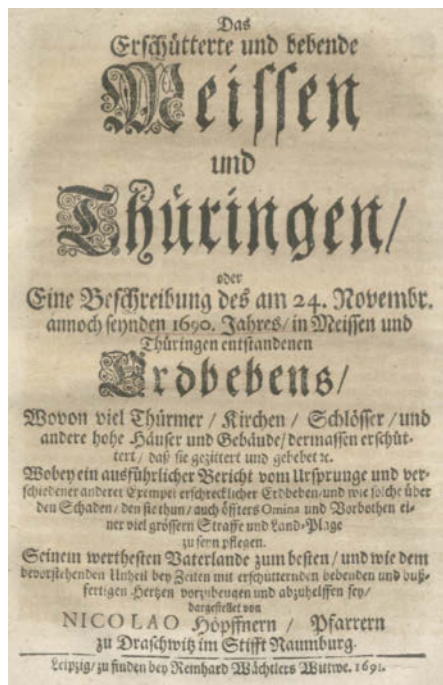 Das
Erschütterte und bebende
Meissen
und
Thüringen/
oder
Eine Beschreibung des am 24. Novembr.
annoch seynden 1690. Jahres/ in Meissen und
Thüringen entstandenen
Erdbebens/
Wovon viel Thürmer / Kirchen / Schlösser / und
andere hohe Häuser und Gebäude/ dermassen erschüt-
tert/ daß sie gezittert und gebebet ꝛc.
Wobey ein ausführlicher Bericht vom Ursprunge und ver-
schiedener anderer Exempel erschrecklicher Erdbeben/ und wie solche über
den Schaden/ den sie thun/ auch öffters Omina und Vorbothen ei-
ner viel grössern Straffe und Land-Plage
zu seyn pflegen.
Seinem werthesten Vaterlande zum besten/ und wie dem
bevorstehenden Unheil bey Zeiten mit erschütternden bebenden und buß-
fertigen Hertzen vorzubeugen und abzuhelffen sey/
dargestellet von
NICOLAO Höpffnern / Pfarrern
zu Draschwitz im Stifft Naumburg.
Leipzig/ zu finden bey Reinhard Wächtlers Wittwe. 1691.